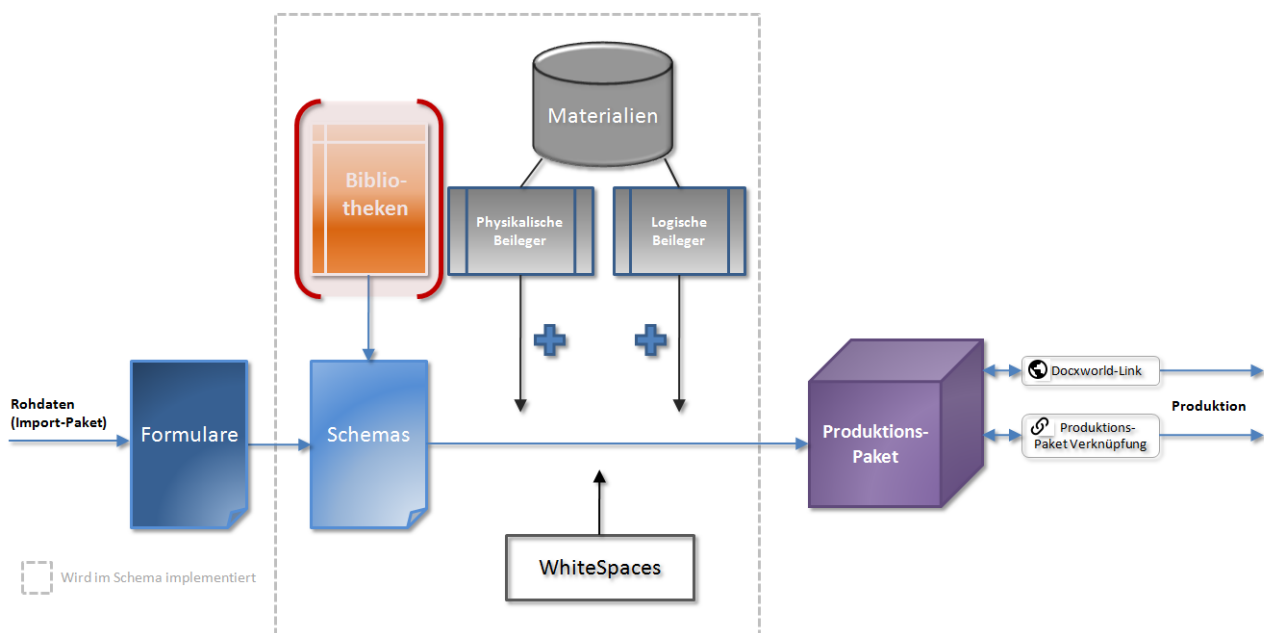 Materialien
Biblio-
theken
Physikalische
Beileger
Logische
Beileger
Rohdaten
(Import-Paket)
Formulare
Schemas
Produktions-
Paket
Docxworld-Link
Produktion
Produktions-
Paket Verknüpfung
WhiteSpaces
Wird im Schema implementiert